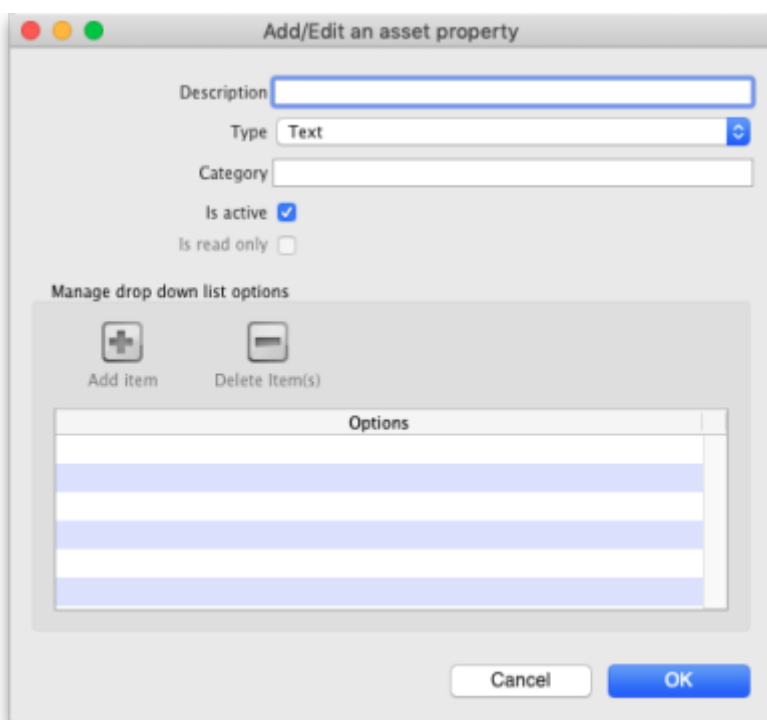 Add/Edit an asset property
Description
Type Text
Category
Is active
Is read only
Manage drop down list options
Add item Delete Item(s)
Options
Cancel OK